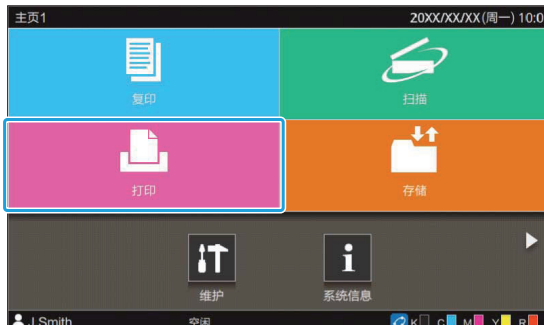 主页1 20XX/XX/XX(周一) 10:0
复印 扫描
打印 存储
维护 系统信息
J.Smith 空闲 K C M Y R